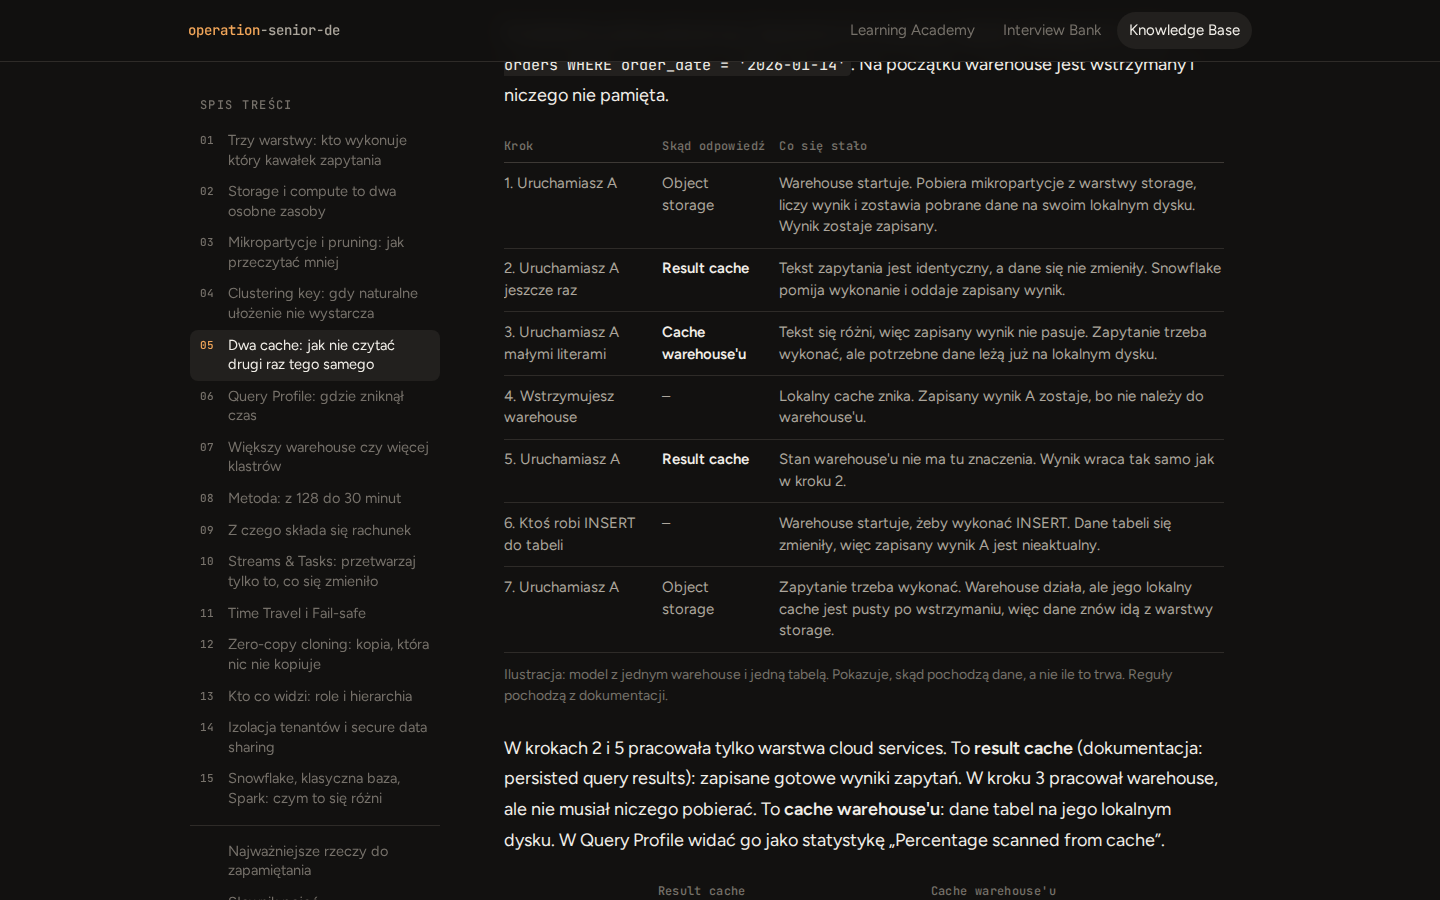 operation-senior-de
Learning Academy
Interview Bank
Knowledge Base
SPIS TREŚCI
01 Trzy warstwy: kto wykonuje
który kawałek zapytania
02 Storage i compute to dwa
osobne zasoby
03 Mikropartycje i pruning: jak
przeczytać mniej
04 Clustering key: gdy naturalne
ułożenie nie wystarcza
05 Dwa cache: jak nie czytać
drugi raz tego samego
06 Query Profile: gdzie zniknął
czas
07 Większy warehouse czy więcej
klastrów
08 Metoda: z 128 do 30 minut
09 Z czego składa się rachunek
10 Streams & Tasks: przetwarzaj
tylko to, co się zmieniło
11 Time Travel i Fail-safe
12 Zero-copy cloning: kopia, która
nic nie kopiuje
13 Kto co widzi: role i hierarchia
14 Izolacja tenantów i secure data
sharing
15 Snowflake, klasyczna baza,
Spark: czym to się różni
Najważniejsze rzeczy do
zapamiętania
orders WHERE order_date = '2026-01-14'. Na początku warehouse jest wstrzymany i
niczego nie pamięta.
Krok Skąd odpowiedź Co się stało
1. Uruchamiasz A
Object
storage
Warehouse startuje. Pobiera mikropartycje z warstwy storage,
liczy wynik i zostawia pobrane dane na swoim lokalnym dysku.
Wynik zostaje zapisany.
2. Uruchamiasz A
jeszcze raz
Result cache
Tekst zapytania jest identyczny, a dane się nie zmieniły. Snowflake
pomija wykonanie i oddaje zapisany wynik.
3. Uruchamiasz A
małymi literami
Cache
warehouse'u
Tekst się różni, więc zapisany wynik nie pasuje. Zapytanie trzeba
wykonać, ale potrzebne dane leżą już na lokalnym dysku.
4. Wstrzymujesz
warehouse
–
Lokalny cache znika. Zapisany wynik A zostaje, bo nie należy do
warehouse'u.
5. Uruchamiasz A
Result cache
Stan warehouse'u nie ma tu znaczenia. Wynik wraca tak samo jak
w kroku 2.
6. Ktoś robi INSERT
do tabeli
–
Warehouse startuje, żeby wykonać INSERT. Dane tabeli się
zmieniły, więc zapisany wynik A jest nieaktualny.
7. Uruchamiasz A
Object
storage
Zapytanie trzeba wykonać. Warehouse działa, ale jego lokalny
cache jest pusty po wstrzymaniu, więc dane znów idą z warstwy
storage.
Ilustracja: model z jednym warehouse i jedną tabelą. Pokazuje, skąd pochodzą dane, a nie ile to trwa. Reguły
pochodzą z dokumentacji.
W krokach 2 i 5 pracowała tylko warstwa cloud services. To result cache (dokumentacja:
persisted query results): zapisane gotowe wyniki zapytań. W kroku 3 pracował warehouse,
ale nie musiał niczego pobierać. To cache warehouse'u: dane tabel na jego lokalnym
dysku. W Query Profile widać go jako statystykę „Percentage scanned from cache”.
Result cache Cache warehouse'u